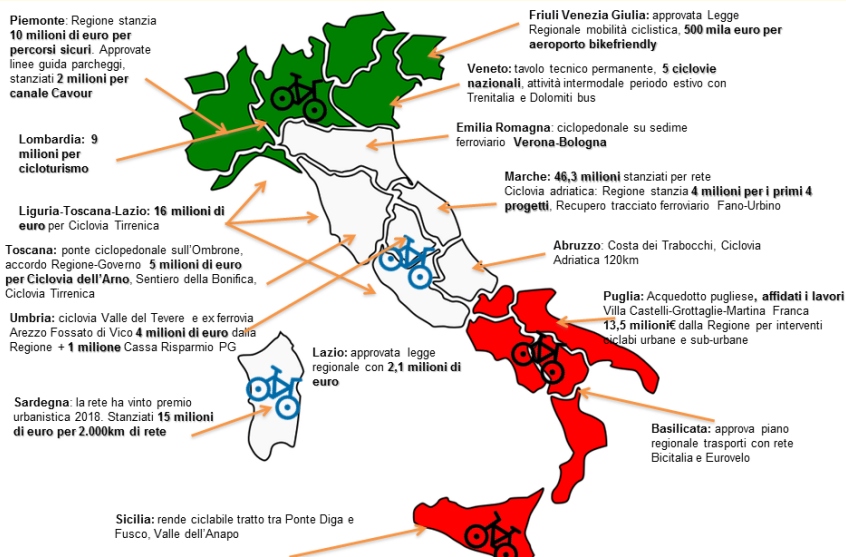 Piemonte: Regione stanzia
10 milioni di euro per
percorsi sicuri. Approvate
linee guida parcheggi,
stanziati 2 milioni per
canale Cavour
Lombardia: 9
milioni per
cicloturismo
Liguria-Toscana-Lazio: 16 milioni di
euro per Ciclovia Tirrenica
Toscana: ponte ciclopedonale sull'Ombrone,
accordo Regione-Governo 5 milioni di euro
per Ciclovia dell'Arno, Sentiero della Bonifica,
Ciclovia Tirrenica
Umbria: ciclovia Valle del Tevere e ex ferrovia
Arezzo Fossato di Vico 4 milioni di euro dalla
Regione + 1 milione Cassa Risparmio PG
Sardegna: la rete ha vinto premio
urbanistica 2018. Stanziati 15 milioni
di euro per 2.000km di rete
Lazio: approvata legge
regionale con 2,1 milioni di
euro
Sicilia: rende ciclabile tratto tra Ponte Diga e
Fusco, Valle dell'Anapo
Friuli Venezia Giulia: approvata Legge
Regionale mobilità ciclistica, 500 mila euro per
aeroporto bikefriendly
Veneto: tavolo tecnico permanente, 5 ciclovie
nazionali, attività intermodale periodo estivo con
Trenitalia e Dolomiti bus
Emilia Romagna: ciclopedonale su sedime
ferroviario Verona-Bologna
Marche: 46,3 milioni stanziati per rete
Ciclovia adriatica: Regione stanzia 4 milioni per i primi 4
progetti, Recupero tracciato ferroviario Fano-Urbino
Abruzzo: Costa dei Trabocchi, Ciclovia
Adriatica 120km
Puglia: Acquedotto pugliese, affidati i lavori
Villa Castelli-Grottaglie-Martina Franca
13,5 milioni€ dalla Regione per interventi
ciclabi urbane e sub-urbane
Basilicata: approva piano
regionale trasporti con rete
Bicitalia e Eurovelo